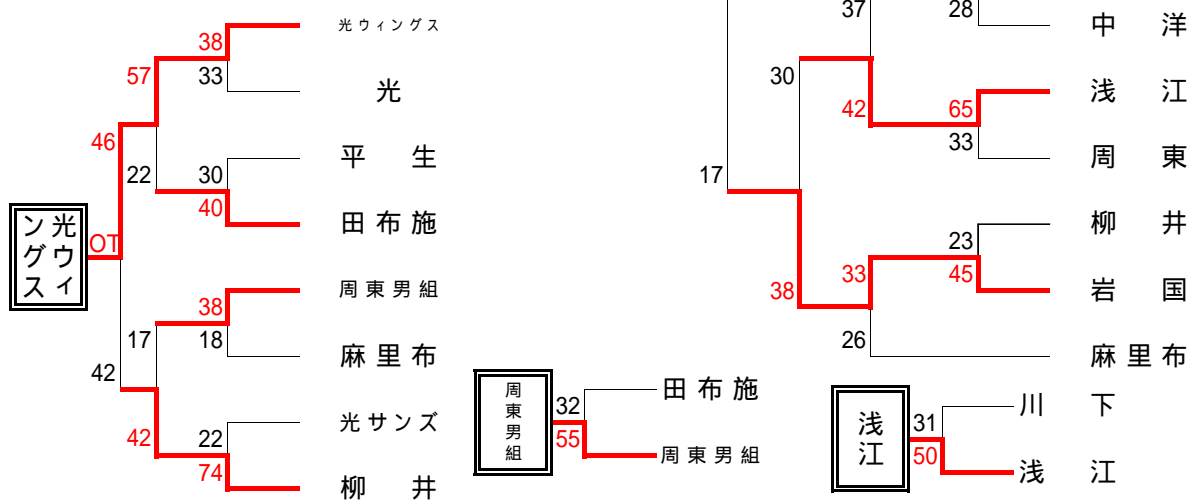 光ウィングス
38
57
33
光
46
平 生
22
30
40
田布施
光ウィングス
OT
周東男組
38
17
18
麻里布
42
光サンズ
42
22
74
柳 井
37
28
中 洋
30
浅 江
42
65
33
周 東
17
柳 井
23
33
45
38
岩 国
26
麻里布
周東男組
田布施
32
55
周東男組
浅江
川 下
31
50
浅 江